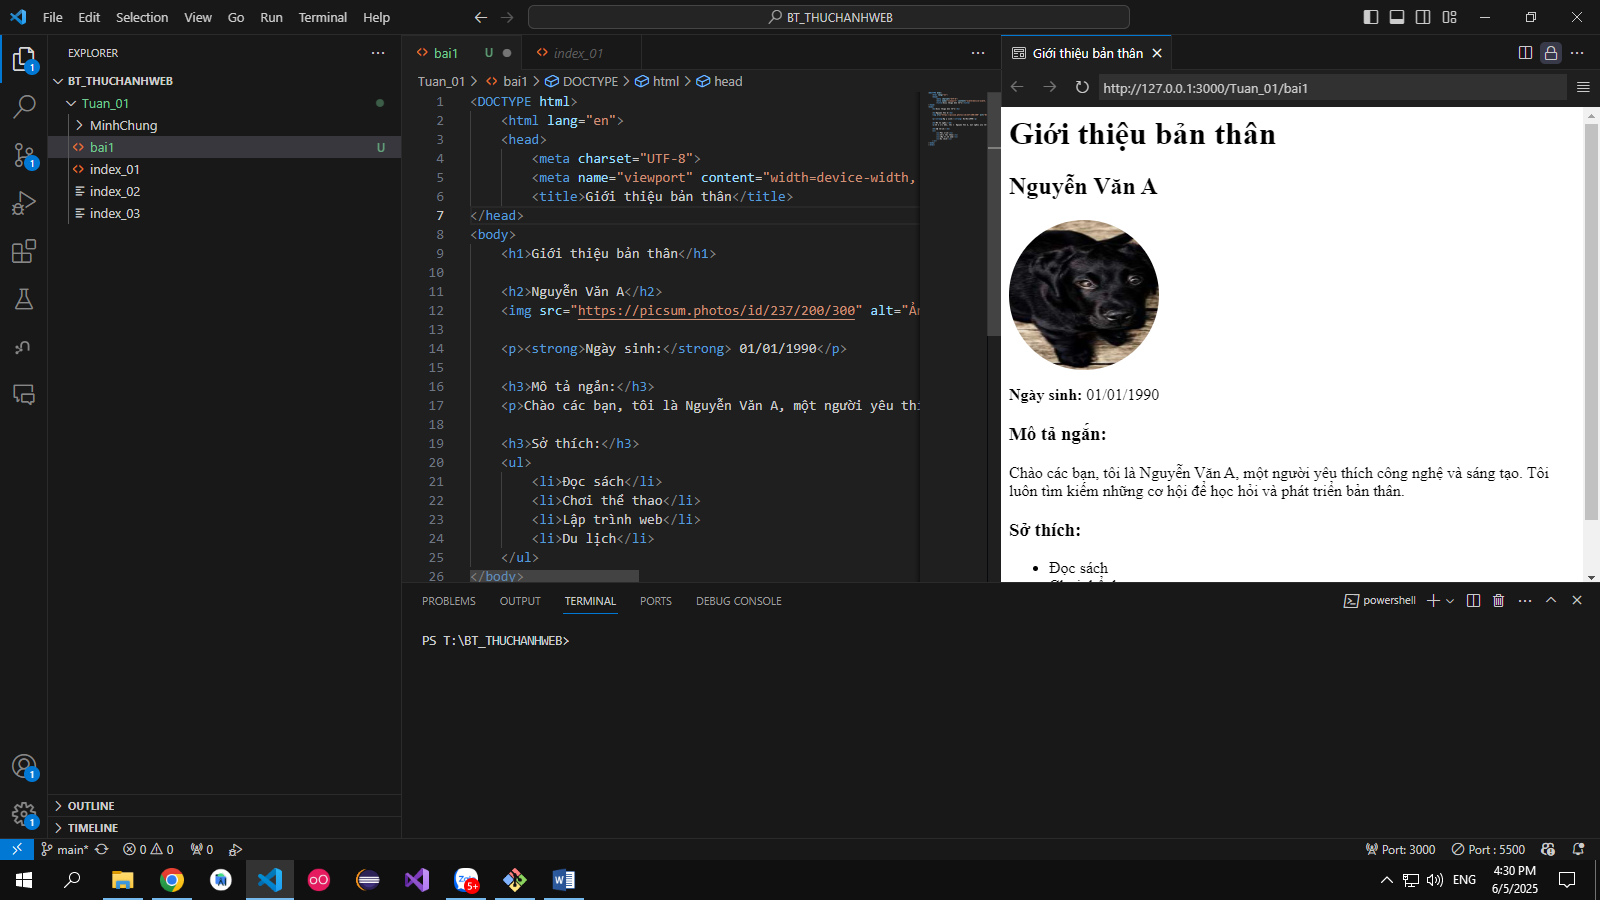 File Edit Selection View Go Run Terminal Help
BT_THUCHANHWEB
EXPLORER
BT_THUCHANHWEB
Tuan_01
MinhChung
bai1 U
index_01
index_02
index_03
OUTLINE
TIMELINE
bai1 U
index_01
Tuan_01 > bai1 > DOCTYPE > html > head
1 <DOCTYPE html>
2 <html lang="en">
3 <head>
4 <meta charset="UTF-8">
5 <meta name="viewport" content="width=device-width,
6 <title>Giới thiệu bản thân</title>
7 </head>
8 <body>
9 <h1>Giới thiệu bản thân</h1>
10
11 <h2>Nguyễn Văn A</h2>
12 <img src="https://picsum.photos/id/237/200/300" alt="Ản
13
14 <p><strong>Ngày sinh:</strong> 01/01/1990</p>
15
16 <h3>Mô tả ngắn:</h3>
17 <p>Chào các bạn, tôi là Nguyễn Văn A, một người yêu thí
18
19 <h3>Sở thích:</h3>
20 <ul>
21 <li>Đọc sách</li>
22 <li>Chơi thể thao</li>
23 <li>Lập trình web</li>
24 <li>Du lịch</li>
25 </ul>
26 </body>
Giới thiệu bản thân
http://127.0.0.1:3000/Tuan_01/bai1
Giới thiệu bản thân
Nguyễn Văn A
Ngày sinh: 01/01/1990
Mô tả ngắn:
Chào các bạn, tôi là Nguyễn Văn A, một người yêu thích công nghệ và sáng tạo. Tôi
luôn tìm kiếm những cơ hội để học hỏi và phát triển bản thân.
Sở thích:
Đọc sách
PROBLEMS OUTPUT TERMINAL PORTS DEBUG CONSOLE
powershell
PS T:\BT_THUCHANHWEB>
main* 0 0 0
Port: 3000 Port : 5500
ENG
4:30 PM
6/5/2025